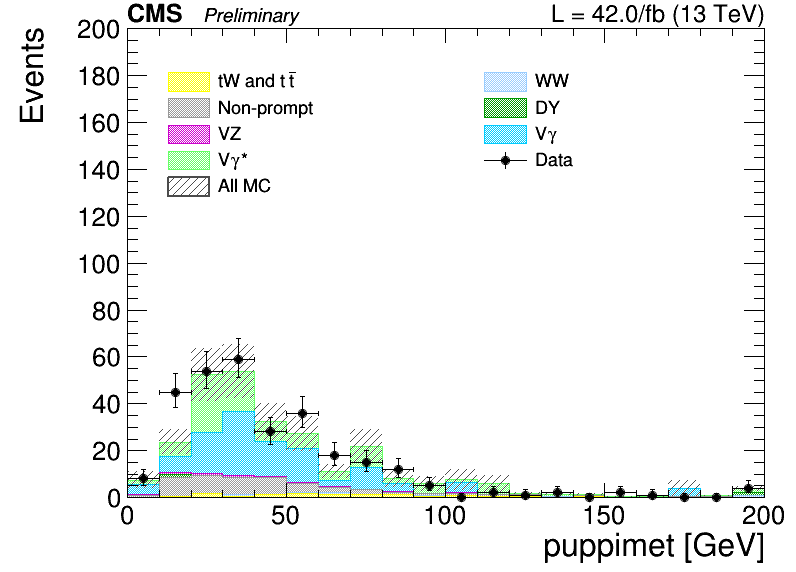 CMS Preliminary L = 42.0/fb (13 TeV)
Events
200
180
160
140
120
100
80
60
40
20
0
tW and t t̄
Non-prompt
VZ
Vγ*
All MC
WW
DY
Vγ
Data
0 50 100 150 200
puppimet [GeV]